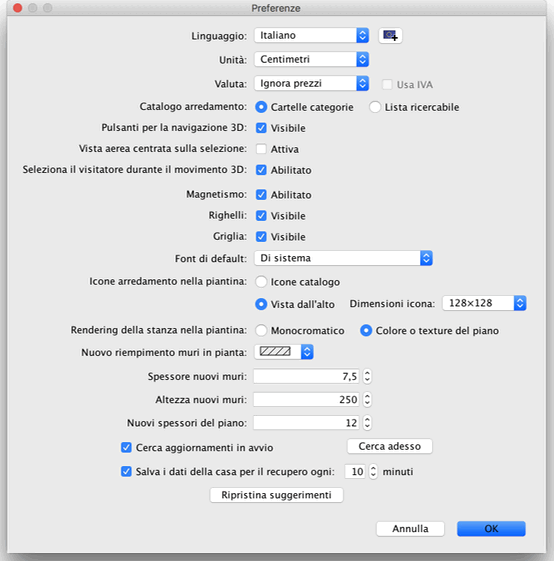 Preferenze
Linguaggio: Italiano
Unità: Centimetri
Valuta: Ignora prezzi Usa IVA
Catalogo arredamento: Cartelle categorie Lista ricercabile
Pulsanti per la navigazione 3D: Visibile
Vista aerea centrata sulla selezione: Attiva
Seleziona il visitatore durante il movimento 3D: Abilitato
Magnetismo: Abilitato
Righelli: Visibile
Griglia: Visibile
Font di default: Di sistema
Icone arredamento nella piantina: Icone catalogo
Vista dall'alto Dimensioni icona: 128×128
Rendering della stanza nella piantina: Monocromatico Colore o texture del piano
Nuovo riempimento muri in pianta:
Spessore nuovi muri: 7,5
Altezza nuovi muri: 250
Nuovi spessori del piano: 12
Cerca aggiornamenti in avvio Cerca adesso
Salva i dati della casa per il recupero ogni: 10 minuti
Ripristina suggerimenti
Annulla OK